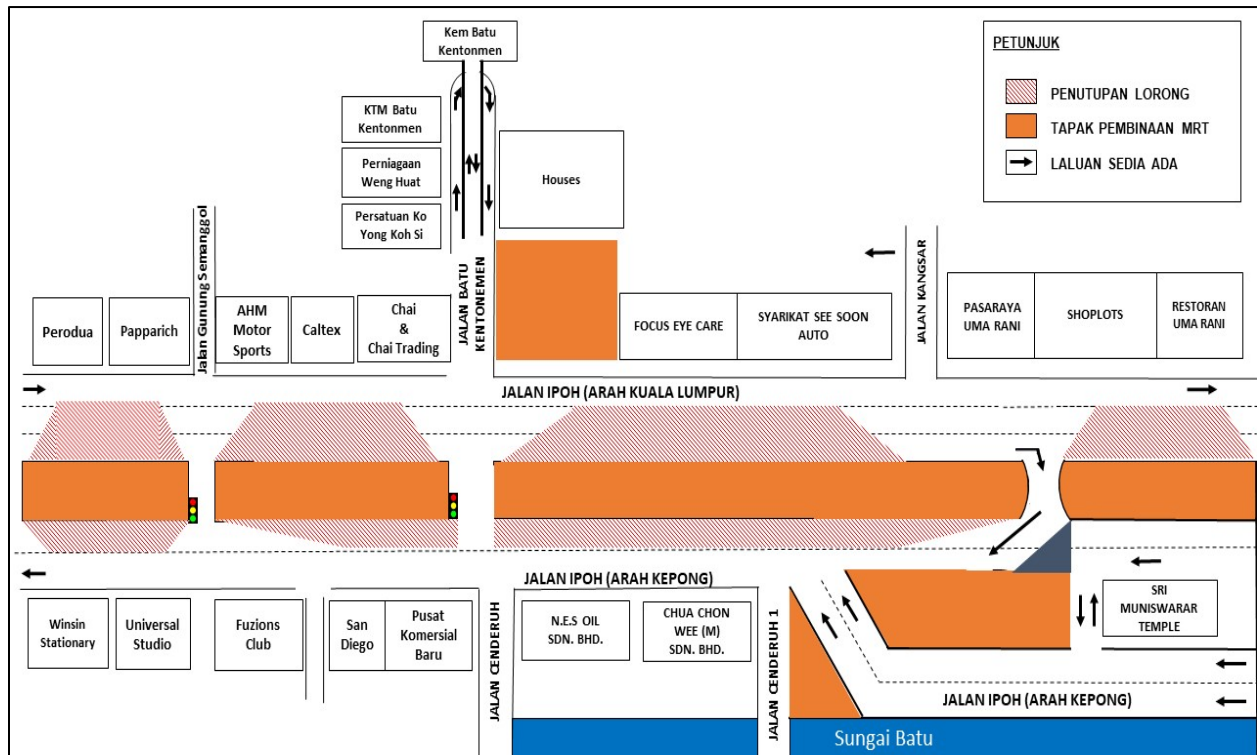 Kem Batu
Kentonmen
PETUNJUK
PENUTUPAN LORONG
TAPAK PEMBINAAN MRT
LALUAN SEDIA ADA
KTM Batu
Kentonmen
Perniagaan
Weng Huat
Persatuan Ko
Yong Koh Si
Houses
Jalan Gunung Semanggol
JALAN BATU
KENTONEMEN
JALAN KANGSAR
Perodua
Papparich
AHM
Motor
Sports
Caltex
Chai
&
Chai Trading
FOCUS EYE CARE
SYARIKAT SEE SOON
AUTO
PASARAYA
UMA RANI
SHOPLOTS
RESTORAN
UMA RANI
JALAN IPOH (ARAH KUALA LUMPUR)
JALAN IPOH (ARAH KEPONG)
Winsin
Stationary
Universal
Studio
Fuzions
Club
San
Diego
Pusat
Komersial
Baru
JALAN CENDERUH
N.E.S OIL
SDN. BHD.
CHUA CHON
WEE (M)
SDN. BHD.
JALAN CENDERUH 1
SRI
MUNISWARAR
TEMPLE
JALAN IPOH (ARAH KEPONG)
Sungai Batu